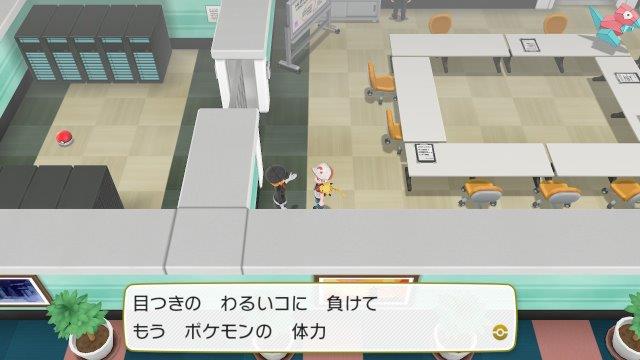 目つきの　わるいコに　負けて
もう　ポケモンの　体力